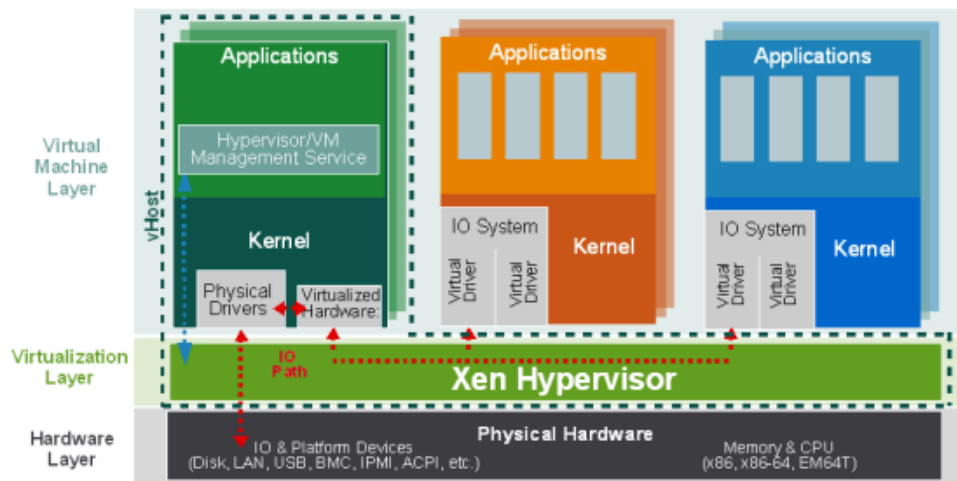 Virtual
Machine
Layer
vHost
Applications
Hypervisor/VM
Management Service
Kernel
Physical
Drivers
Virtualized
Hardware:
Applications
IO System
Virtual
Driver
Virtual
Driver
Kernel
Applications
IO System
Virtual
Driver
Virtual
Driver
Kernel
Virtualization
Layer
IO
Path
Xen Hypervisor
Hardware
Layer
Physical Hardware
IO & Platform Devices
(Disk, LAN, USB, BMC, IPMI, ACPI, etc.)
Memory & CPU
(x86, x86-64, EM64T)